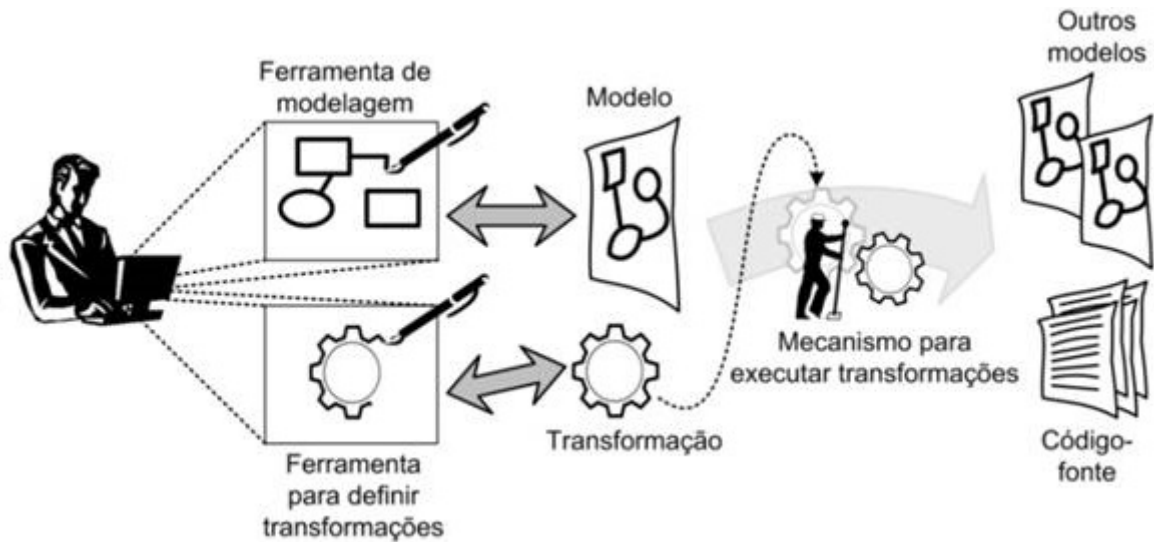 Ferramenta de
modelagem
Modelo
Outros
modelos
Mecanismo para
executar transformações
Transformação
Ferramenta
para definir
transformações
Código-
fonte